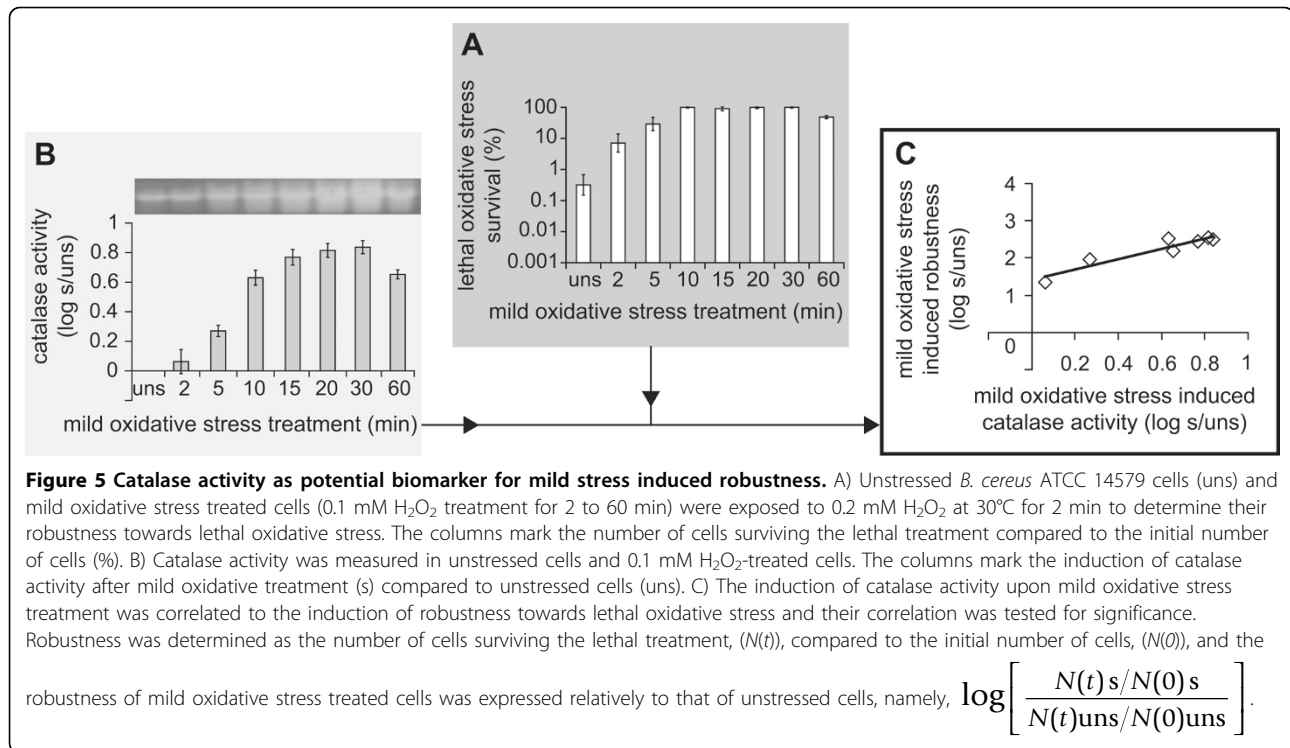 A
lethal oxidative stress
survival (%)
100
10
1
0.1
0.01
0.001
uns 2 5 10 15 20 30 60
mild oxidative stress treatment (min)
B
catalase activity
(log s/uns)
1
0.8
0.6
0.4
0.2
0
uns 2 5 10 15 20 30 60
mild oxidative stress treatment (min)
C
mild oxidative stress
induced robustness
(log s/uns)
4
3
2
1
0
0.2 0.4 0.6 0.8 1
mild oxidative stress induced
catalase activity (log s/uns)
Figure 5 Catalase activity as potential biomarker for mild stress induced robustness. A) Unstressed B. cereus ATCC 14579 cells (uns) and
mild oxidative stress treated cells (0.1 mM H₂O₂ treatment for 2 to 60 min) were exposed to 0.2 mM H₂O₂ at 30°C for 2 min to determine their
robustness towards lethal oxidative stress. The columns mark the number of cells surviving the lethal treatment compared to the initial number
of cells (%). B) Catalase activity was measured in unstressed cells and 0.1 mM H₂O₂-treated cells. The columns mark the induction of catalase
activity after mild oxidative treatment (s) compared to unstressed cells (uns). C) The induction of catalase activity upon mild oxidative stress
treatment was correlated to the induction of robustness towards lethal oxidative stress and their correlation was tested for significance.
Robustness was determined as the number of cells surviving the lethal treatment, (N(t)), compared to the initial number of cells, (N(0)), and the
robustness of mild oxidative stress treated cells was expressed relatively to that of unstressed cells, namely, log[N(t) s/N(0) s / N(t)uns/N(0)uns].